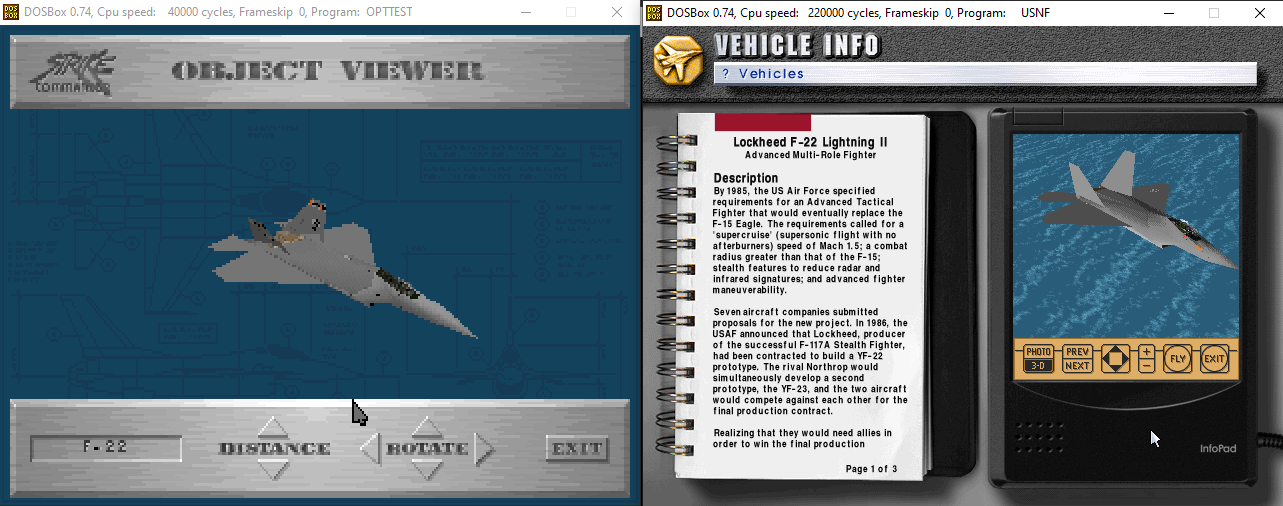 DOSBox 0.74, Cpu speed: 40000 cycles, Frameskip 0, Program: OPTTEST
STRIKE
COMMANDER
OBJECT VIEWER
F-22
DISTANCE
ROTATE
EXIT
DOSBox 0.74, Cpu speed: 220000 cycles, Frameskip 0, Program: USNF
VEHICLE INFO
? Vehicles
Lockheed F-22 Lightning II
Advanced Multi-Role Fighter
Description
By 1985, the US Air Force specified
requirements for an Advanced Tactical
Fighter that would eventually replace the
F-15 Eagle. The requirements called for a
'supercruise' (supersonic flight with no
afterburners) speed of Mach 1.5; a combat
radius greater than that of the F-15;
stealth features to reduce radar and
infrared signatures; and advanced fighter
maneuverability.
Seven aircraft companies submitted
proposals for the new project. In 1986, the
USAF announced that Lockheed, producer
of the successful F-117A Stealth Fighter,
had been contracted to build a YF-22
prototype. The rival Northrop would
simultaneously develop a second
prototype, the YF-23, and the two aircraft
would compete against each other for the
final production contract.
Realizing that they would need allies in
order to win the final production
Page 1 of 3
PHOTO
3-D
PREV
NEXT
+
−
FLY
EXIT
InfoPad